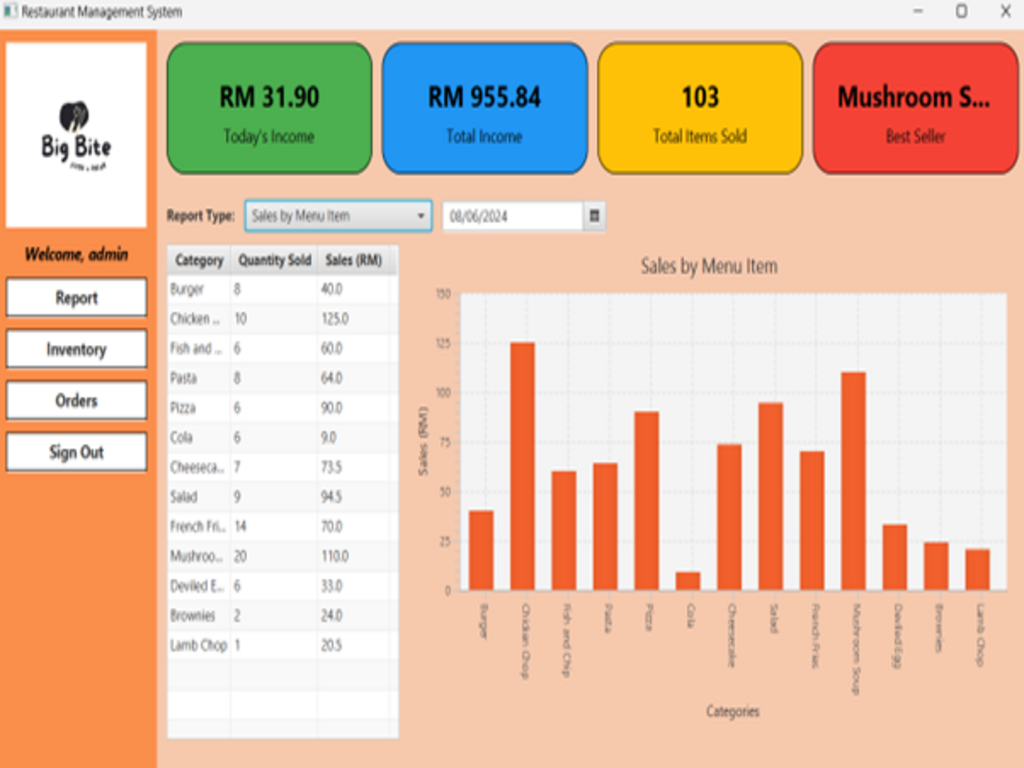 Restaurant Management System
Big Bite
Welcome, admin
Report
Inventory
Orders
Sign Out
RM 31.90
Today's Income
RM 955.84
Total Income
103
Total Items Sold
Mushroom S...
Best Seller
Report Type: Sales by Menu Item 08/06/2024
Category Quantity Sold Sales (RM)
Burger 8 40.0
Chicken ... 10 125.0
Fish and ... 6 60.0
Pasta 8 64.0
Pizza 6 90.0
Cola 6 9.0
Cheeseca... 7 73.5
Salad 9 94.5
French Fri... 14 70.0
Mushroo... 20 110.0
Deviled E... 6 33.0
Brownies 2 24.0
Lamb Chop 1 20.5
Sales by Menu Item
Sales (RM)
150
125
100
75
50
25
0
Burger
Chicken Chop
Fish and Chip
Pasta
Pizza
Cola
Cheesecake
Salad
French Fries
Mushroom Soup
Deviled Egg
Brownies
Lamb Chop
Categories